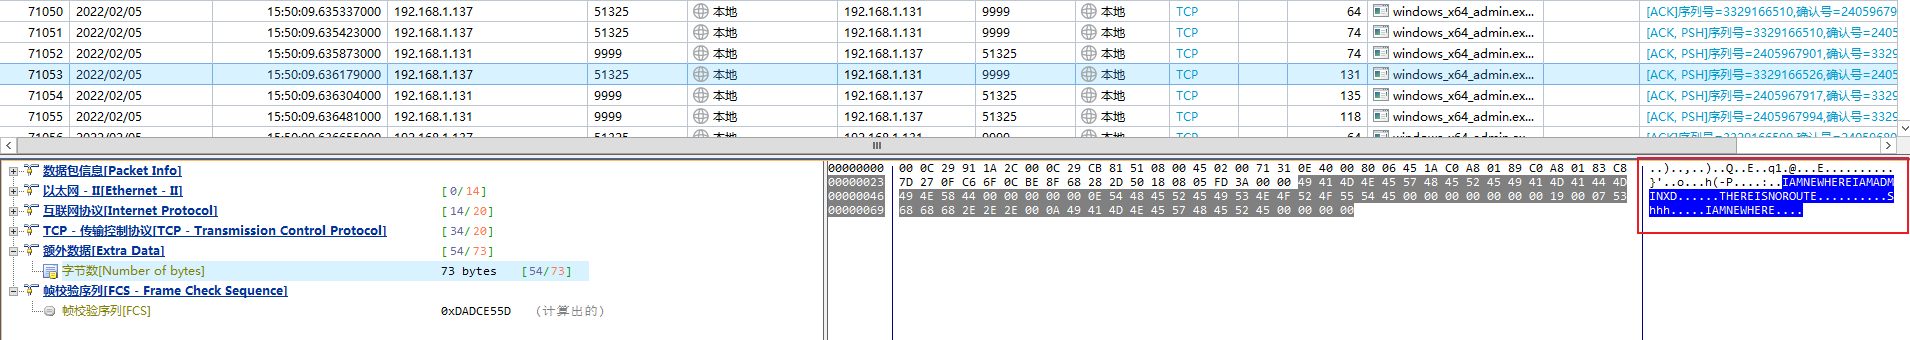 71050 2022/02/05 15:50:09.635337000 192.168.1.137 51325 本地 192.168.1.131 9999 本地 TCP 64 windows_x64_admin.ex... [ACK]序列号=3329166510,确认号=24059679
71051 2022/02/05 15:50:09.635423000 192.168.1.137 51325 本地 192.168.1.131 9999 本地 TCP 74 windows_x64_admin.ex... [ACK, PSH]序列号=3329166510,确认号=2405
71052 2022/02/05 15:50:09.635873000 192.168.1.131 9999 本地 192.168.1.137 51325 本地 TCP 74 windows_x64_admin.ex... [ACK, PSH]序列号=2405967901,确认号=3329
71053 2022/02/05 15:50:09.636179000 192.168.1.137 51325 本地 192.168.1.131 9999 本地 TCP 131 windows_x64_admin.ex... [ACK, PSH]序列号=3329166526,确认号=2405
71054 2022/02/05 15:50:09.636304000 192.168.1.131 9999 本地 192.168.1.137 51325 本地 TCP 135 windows_x64_admin.ex... [ACK, PSH]序列号=2405967917,确认号=3329
71055 2022/02/05 15:50:09.636481000 192.168.1.131 9999 本地 192.168.1.137 51325 本地 TCP 118 windows_x64_admin.ex... [ACK, PSH]序列号=2405967994,确认号=3329
数据包信息[Packet Info]
以太网 - II[Ethernet - II] [0/14]
互联网协议[Internet Protocol] [14/20]
TCP - 传输控制协议[TCP - Transmission Control Protocol] [34/20]
额外数据[Extra Data] [54/73]
字节数[Number of bytes] 73 bytes [54/73]
帧校验序列[FCS - Frame Check Sequence]
帧校验序列[FCS] 0xDADCE55D (计算出的)
00000000 00 0C 29 91 1A 2C 00 0C 29 CB 81 51 08 00 45 02 00 71 31 0E 40 00 80 06 45 1A C0 A8 01 89 C0 A8 01 83 C8 ..)..,..)..Q..E..q1.@...E..........
00000023 7D 27 0F C6 6F 0C BE 8F 68 28 2D 50 18 08 05 FD 3A 00 00 49 41 4D 4E 45 57 48 45 52 45 49 41 4D 41 44 4D }'..o...h(-P....:..IAMNEWHEREIAMADM
00000046 49 4E 58 44 00 00 00 00 00 0E 54 48 45 52 45 49 53 4E 4F 52 4F 55 54 45 00 00 00 00 00 00 00 19 00 07 53 INXD......THEREISNOROUTE..........S
00000069 68 68 68 2E 2E 2E 00 0A 49 41 4D 4E 45 57 48 45 52 45 00 00 00 00 hhh.....IAMNEWHERE....